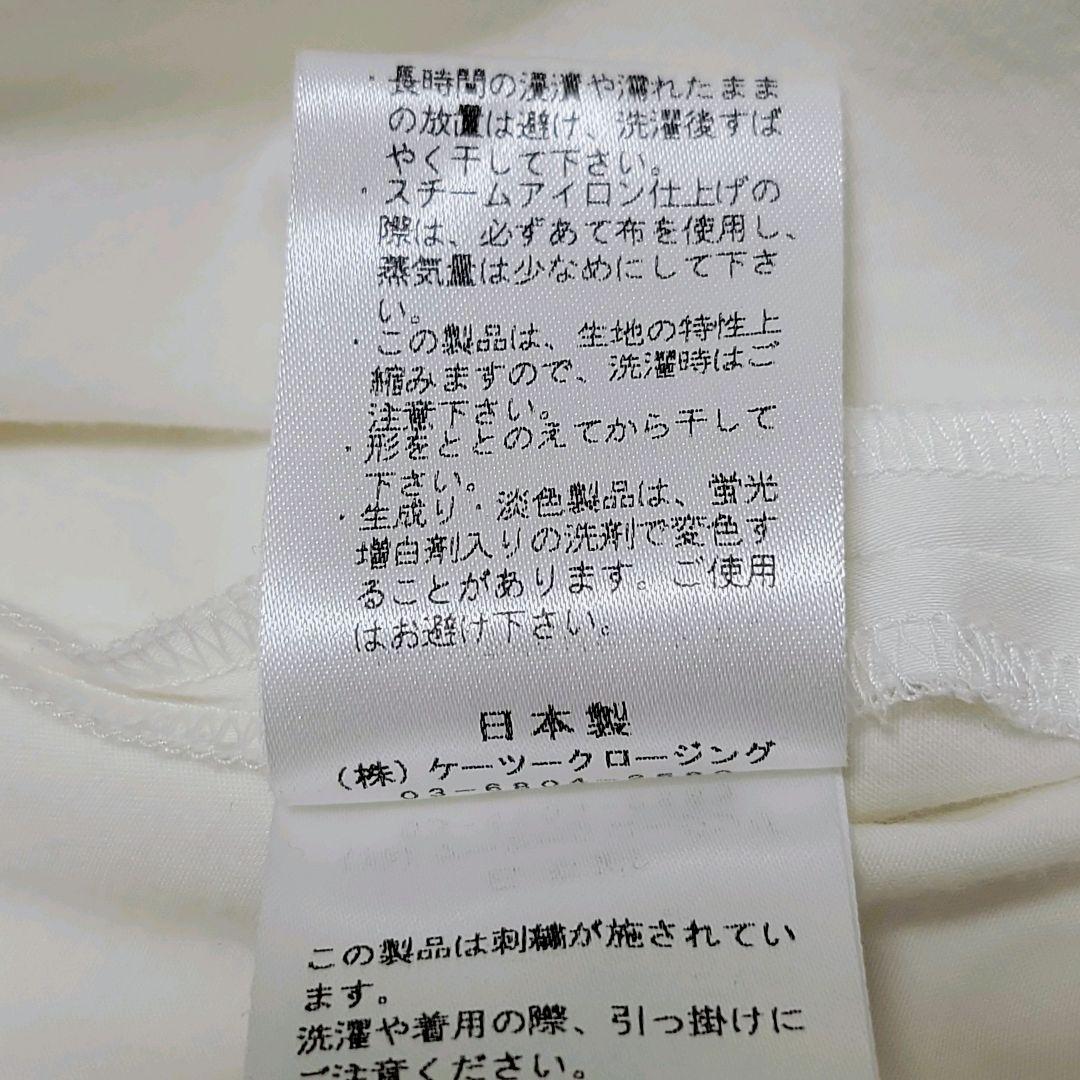 ・長時間の浸漬や濡れたまま
の放置は避け、洗濯後すば
やく干して下さい。
・スチームアイロン仕上げの
際は、必ずあて布を使用し、
蒸気量は少なめにして下さ
い。
・この製品は、生地の特性上
縮みますので、洗濯時はご
注意下さい。
・形をととのえてから干して
下さい。
・生成り・淡色製品は、蛍光
増白剤入りの洗剤で変色す
ることがあります。ご使用
はお避け下さい。
日本製
(株)ケーツークロージング
この製品は刺繍が施されてい
ます。
洗濯や着用の際、引っ掛けに
ご注意ください。